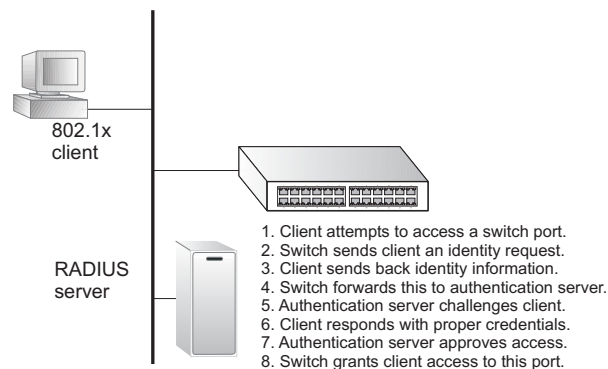 802.1x
client
RADIUS
server
1. Client attempts to access a switch port.
2. Switch sends client an identity request.
3. Client sends back identity information.
4. Switch forwards this to authentication server.
5. Authentication server challenges client.
6. Client responds with proper credentials.
7. Authentication server approves access.
8. Switch grants client access to this port.